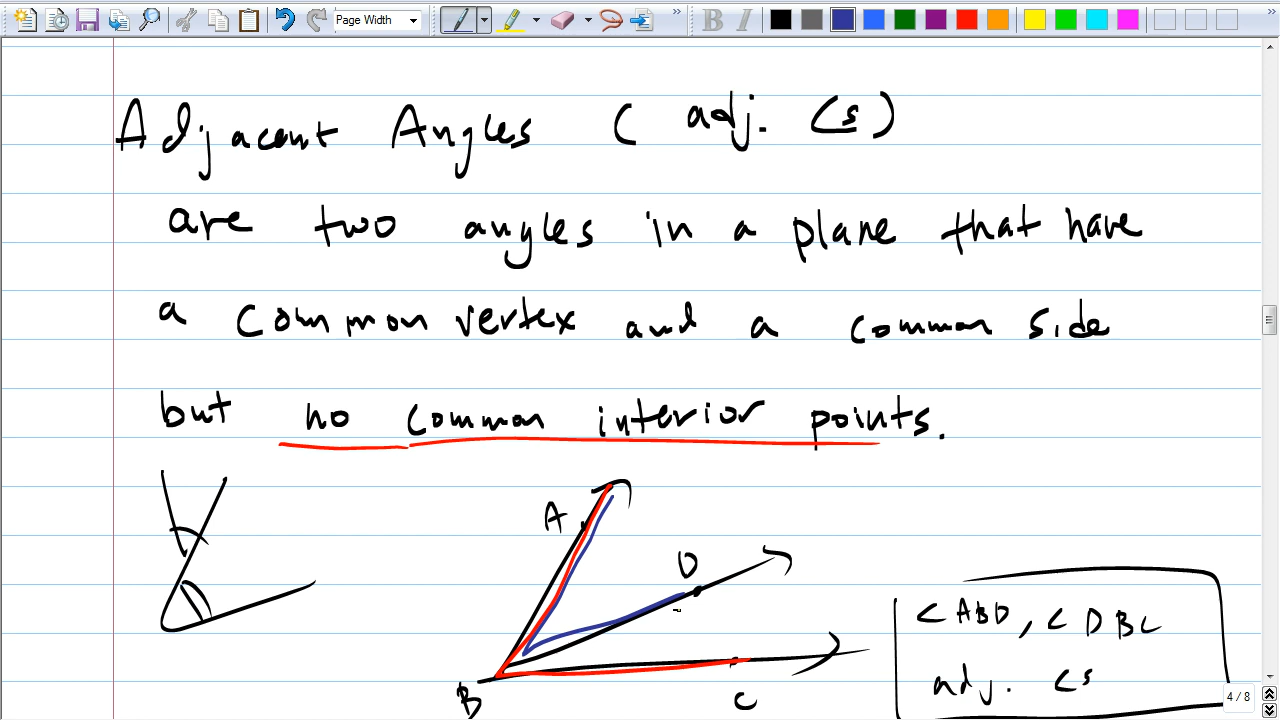 Page Width
B I
Adjacent Angles ( adj. ∠s )
are two angles in a plane that have
a common vertex and a common side
but no common interior points.
A
D
B
C
∠ABD, ∠DBC
adj. ∠s
4 / 8